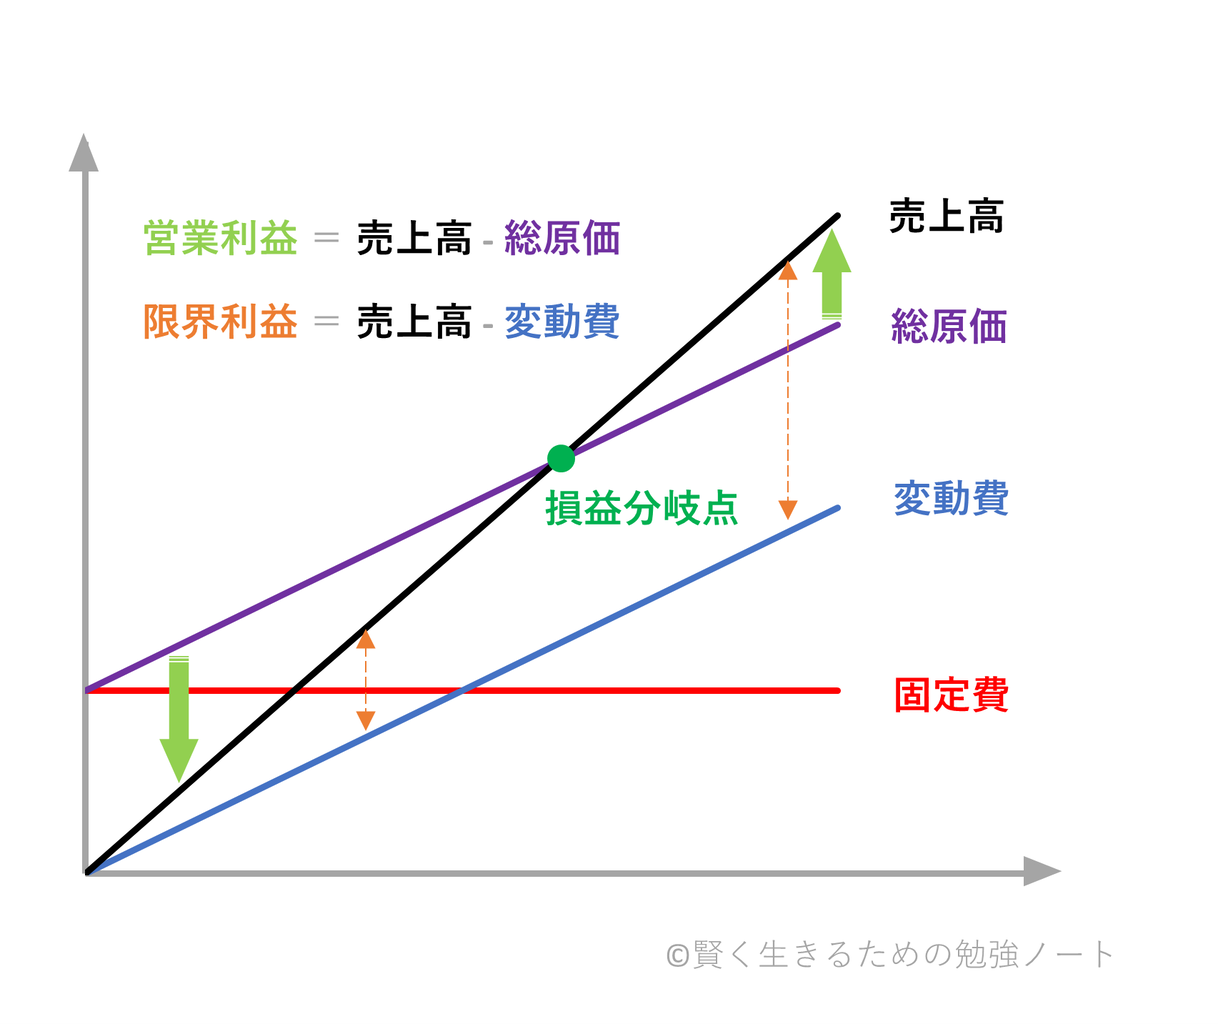 営業利益 = 売上高 - 総原価
限界利益 = 売上高 - 変動費
売上高
総原価
損益分岐点
変動費
固定費
©賢く生きるための勉強ノート